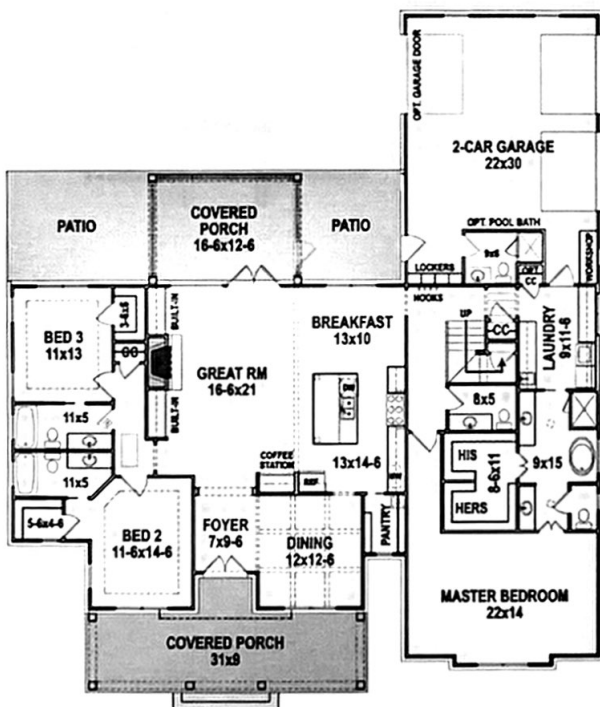 OPT. GARAGE DOOR
2-CAR GARAGE
22x30
PATIO
COVERED
PORCH
16-6x12-6
PATIO
OPT. POOL BATH
9x6
WORKSHOP
LOCKERS
OPT.
CC
HOOKS
BED 3
11x13
3-6x6
CC
BUILT-IN
GREAT RM
16-6x21
BUILT-IN
BREAKFAST
13x10
UP
CC
LAUNDRY
9x11-6
DW
8x5
11x5
11x5
5-6x4-6
COFFEE
STATION
REF.
13x14-6
PANTRY
HIS
8-6x11
HERS
9x15
BED 2
11-6x14-6
FOYER
7x9-6
DINING
12x12-6
MASTER BEDROOM
22x14
COVERED PORCH
31x9